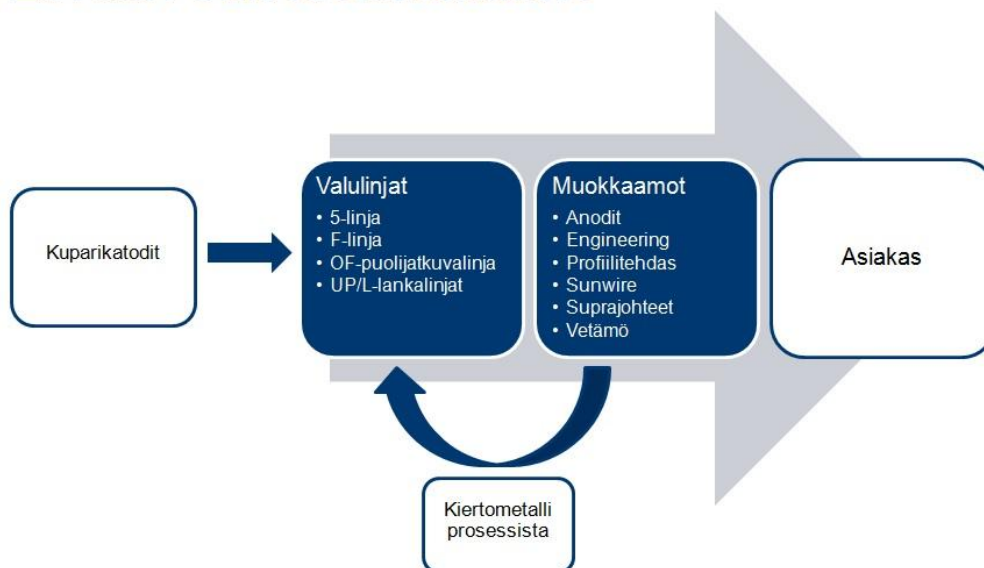 Kuparikatodit
Valulinjat
• 5-linja
• F-linja
• OF-puolijatkuvalinja
• UP/L-lankalinjat
Muokkaamot
• Anodit
• Engineering
• Profiilitehdas
• Sunwire
• Suprajohteet
• Vetämö
Asiakas
Kiertometalli
prosessista